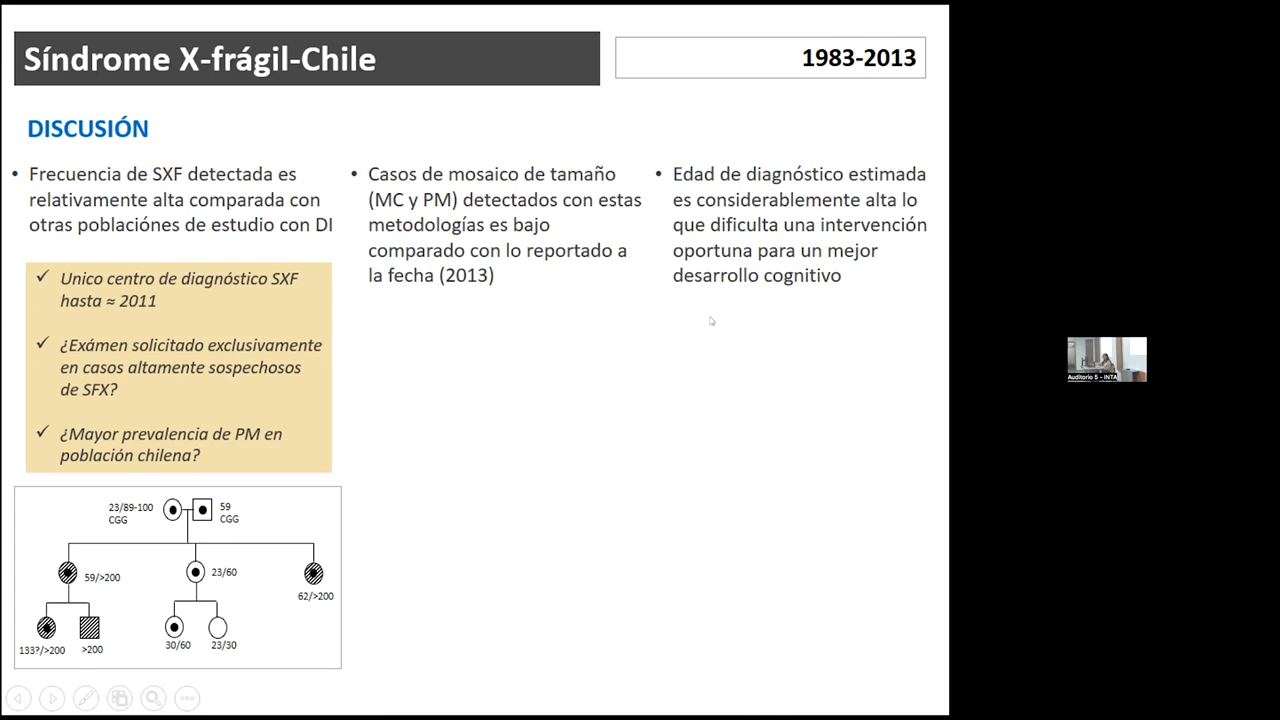 Síndrome X-frágil-Chile
1983-2013
DISCUSIÓN
• Frecuencia de SXF detectada es
relativamente alta comparada con
otras poblaciónes de estudio con DI
✓ Unico centro de diagnóstico SXF
hasta ≈ 2011
✓ ¿Exámen solicitado exclusivamente
en casos altamente sospechosos
de SFX?
✓ ¿Mayor prevalencia de PM en
población chilena?
• Casos de mosaico de tamaño
(MC y PM) detectados con estas
metodologías es bajo
comparado con lo reportado a
la fecha (2013)
• Edad de diagnóstico estimada
es considerablemente alta lo
que dificulta una intervención
oportuna para un mejor
desarrollo cognitivo
23/89-100
CGG
59
CGG
59/>200
23/60
62/>200
133?/>200
>200
30/60
23/30
Auditorio 5 - INTA